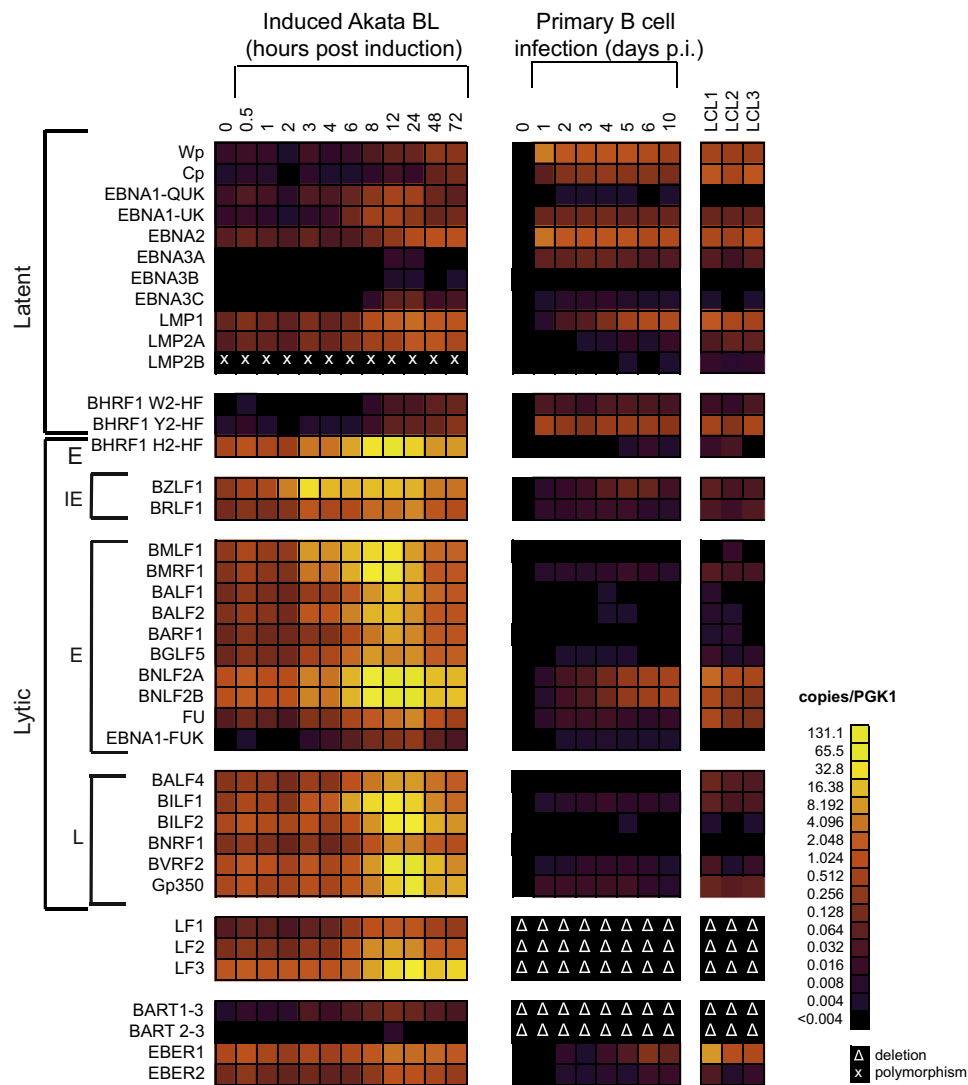 Induced Akata BL
(hours post induction)
Primary B cell
infection (days p.i.)
0 0.5 1 2 3 4 6 8 12 24 48 72
0 1 2 4 5 6 10
LCL1 LCL2 LCL3
Latent
Wp
Cp
EBNA1-QUK
EBNA1-UK
EBNA2
EBNA3A
EBNA3B
EBNA3C
LMP1
LMP2A
LMP2B x x x x x x x x x x x x
BHRF1 W2-HF
BHRF1 Y2-HF
Lytic
E
BHRF1 H2-HF
IE
BZLF1
BRLF1
E
BMLF1
BMRF1
BALF1
BALF2
BARF1
BGLF5
BNLF2A
BNLF2B
FU
EBNA1-FUK
L
BALF4
BILF1
BILF2
BNRF1
BVRF2
Gp350
LF1 Δ Δ Δ Δ Δ Δ Δ Δ Δ Δ Δ
LF2 Δ Δ Δ Δ Δ Δ Δ Δ Δ Δ Δ
LF3 Δ Δ Δ Δ Δ Δ Δ Δ Δ Δ Δ
BART1-3 Δ Δ Δ Δ Δ Δ Δ Δ Δ Δ Δ
BART 2-3 Δ Δ Δ Δ Δ Δ Δ Δ Δ Δ Δ
EBER1
EBER2
copies/PGK1
131.1
65.5
32.8
16.38
8.192
4.096
2.048
1.024
0.512
0.256
0.128
0.064
0.032
0.016
0.008
0.004
<0.004
Δ deletion
x polymorphism